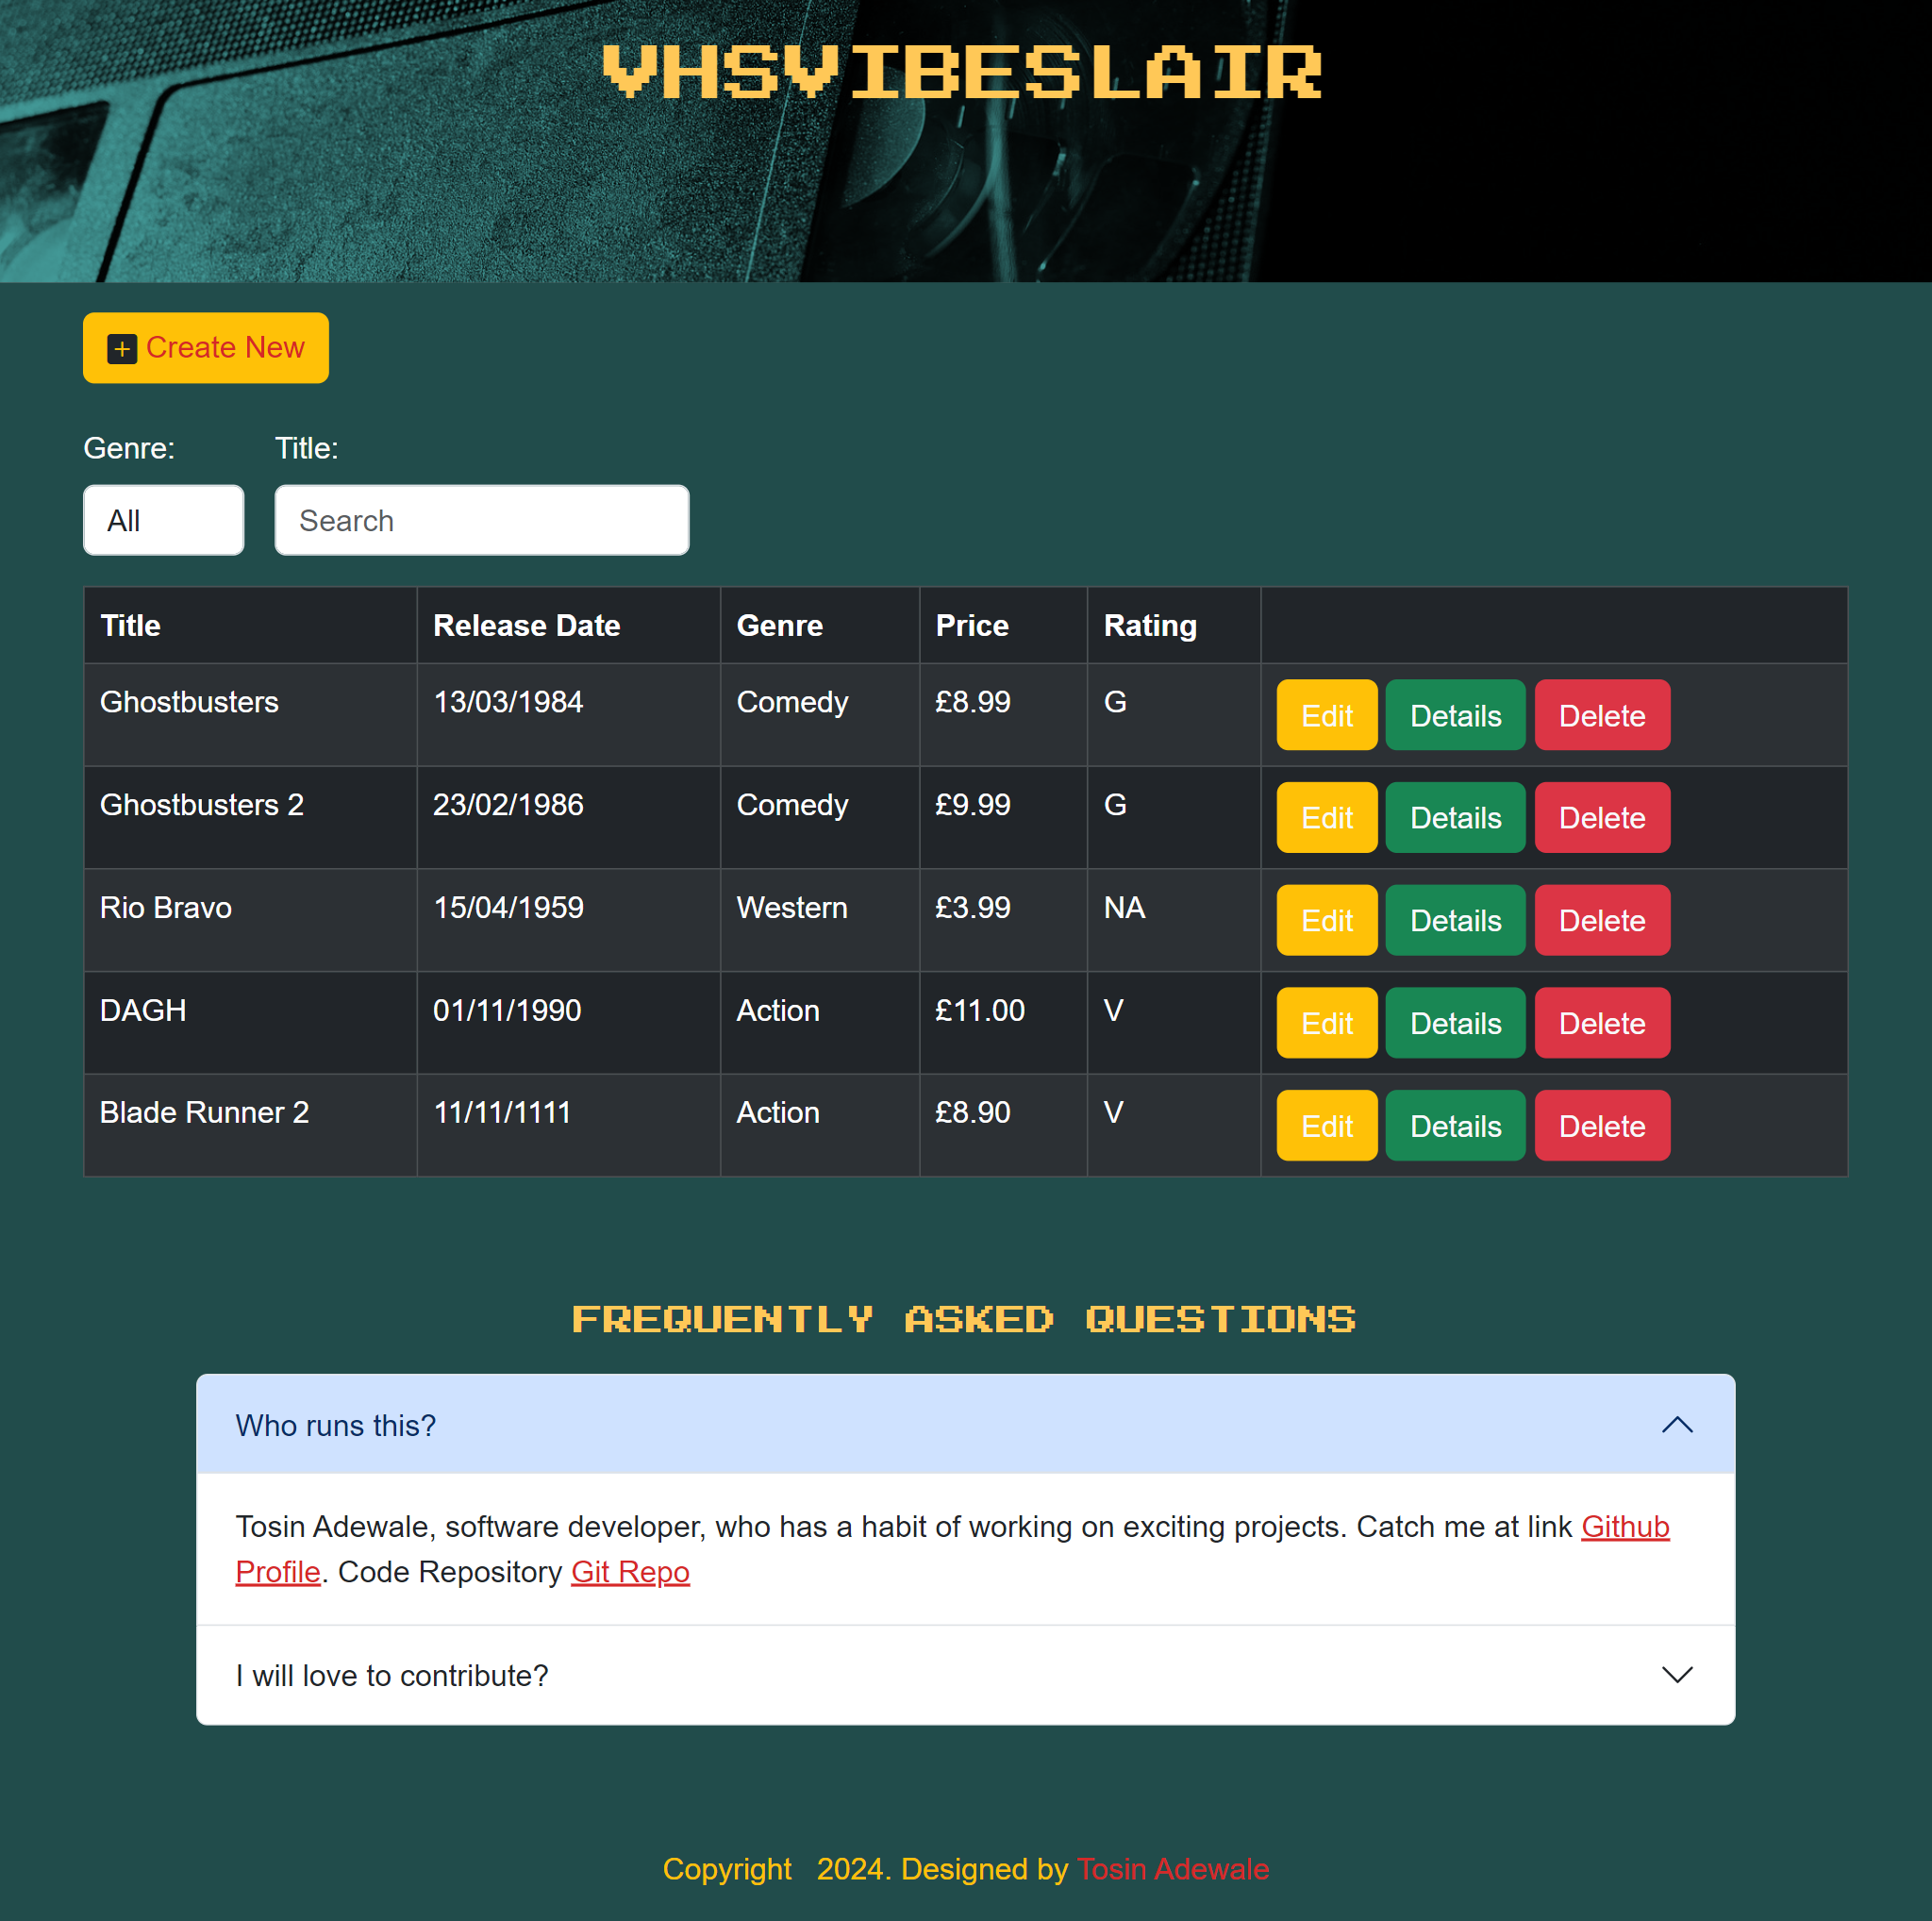 VHSVIBESLAIR
Create New
Genre: Title:
All Search
Title Release Date Genre Price Rating
Ghostbusters 13/03/1984 Comedy £8.99 G Edit Details Delete
Ghostbusters 2 23/02/1986 Comedy £9.99 G Edit Details Delete
Rio Bravo 15/04/1959 Western £3.99 NA Edit Details Delete
DAGH 01/11/1990 Action £11.00 V Edit Details Delete
Blade Runner 2 11/11/1111 Action £8.90 V Edit Details Delete
FREQUENTLY ASKED QUESTIONS
Who runs this?
Tosin Adewale, software developer, who has a habit of working on exciting projects. Catch me at link Github
Profile. Code Repository Git Repo
I will love to contribute?
Copyright 2024. Designed by Tosin Adewale